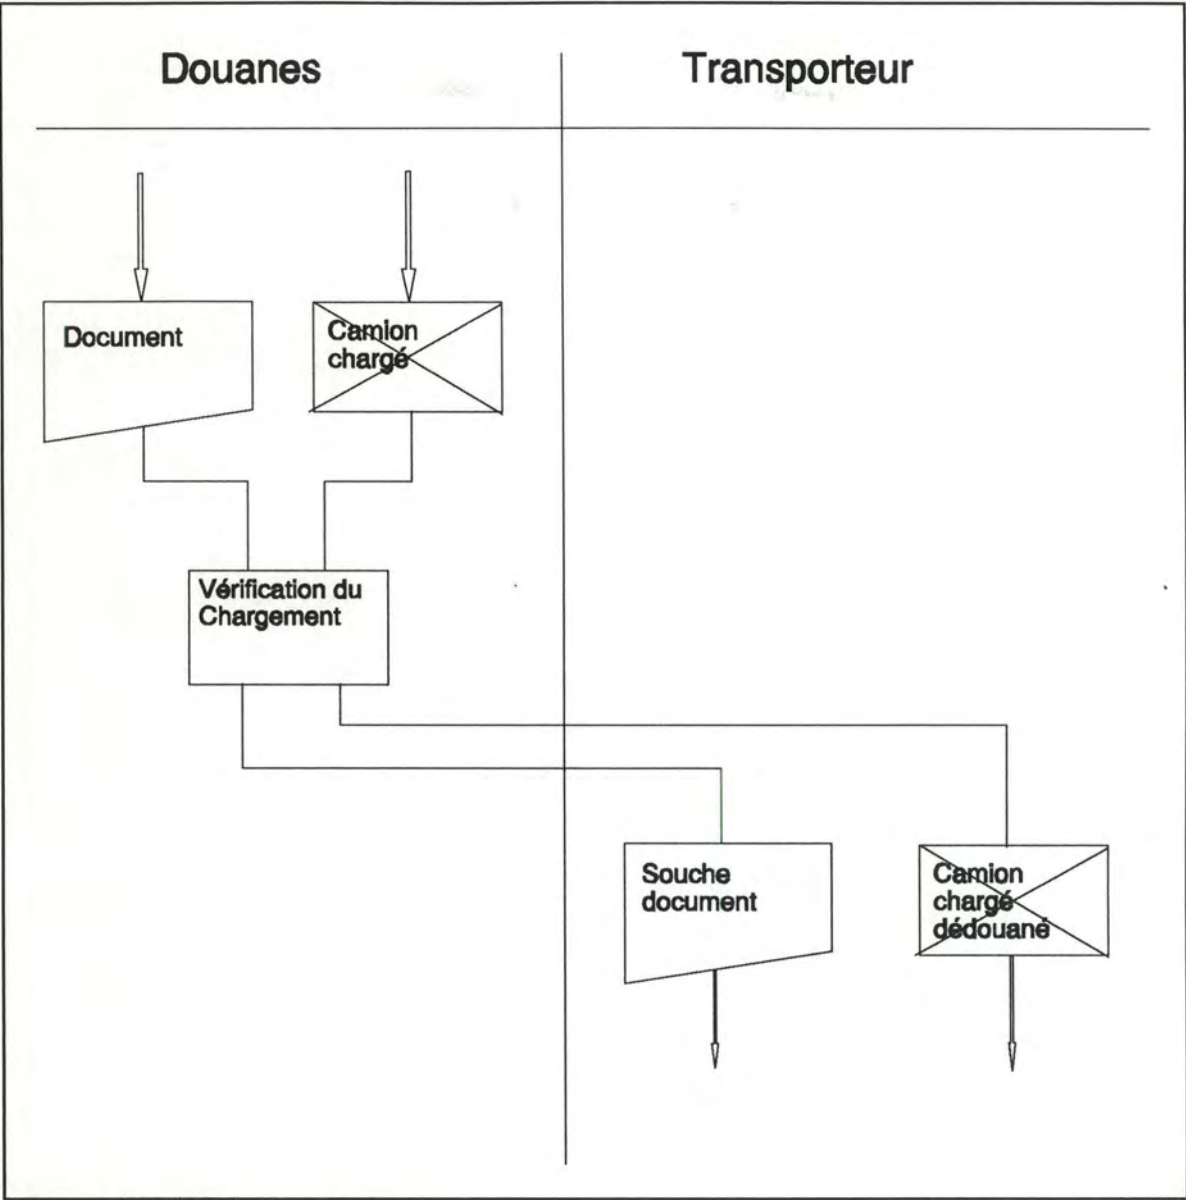 Douanes
Transporteur
Document
Camion
chargé
Vérification du
Chargement
Souche
document
Camion
chargé
dédouané